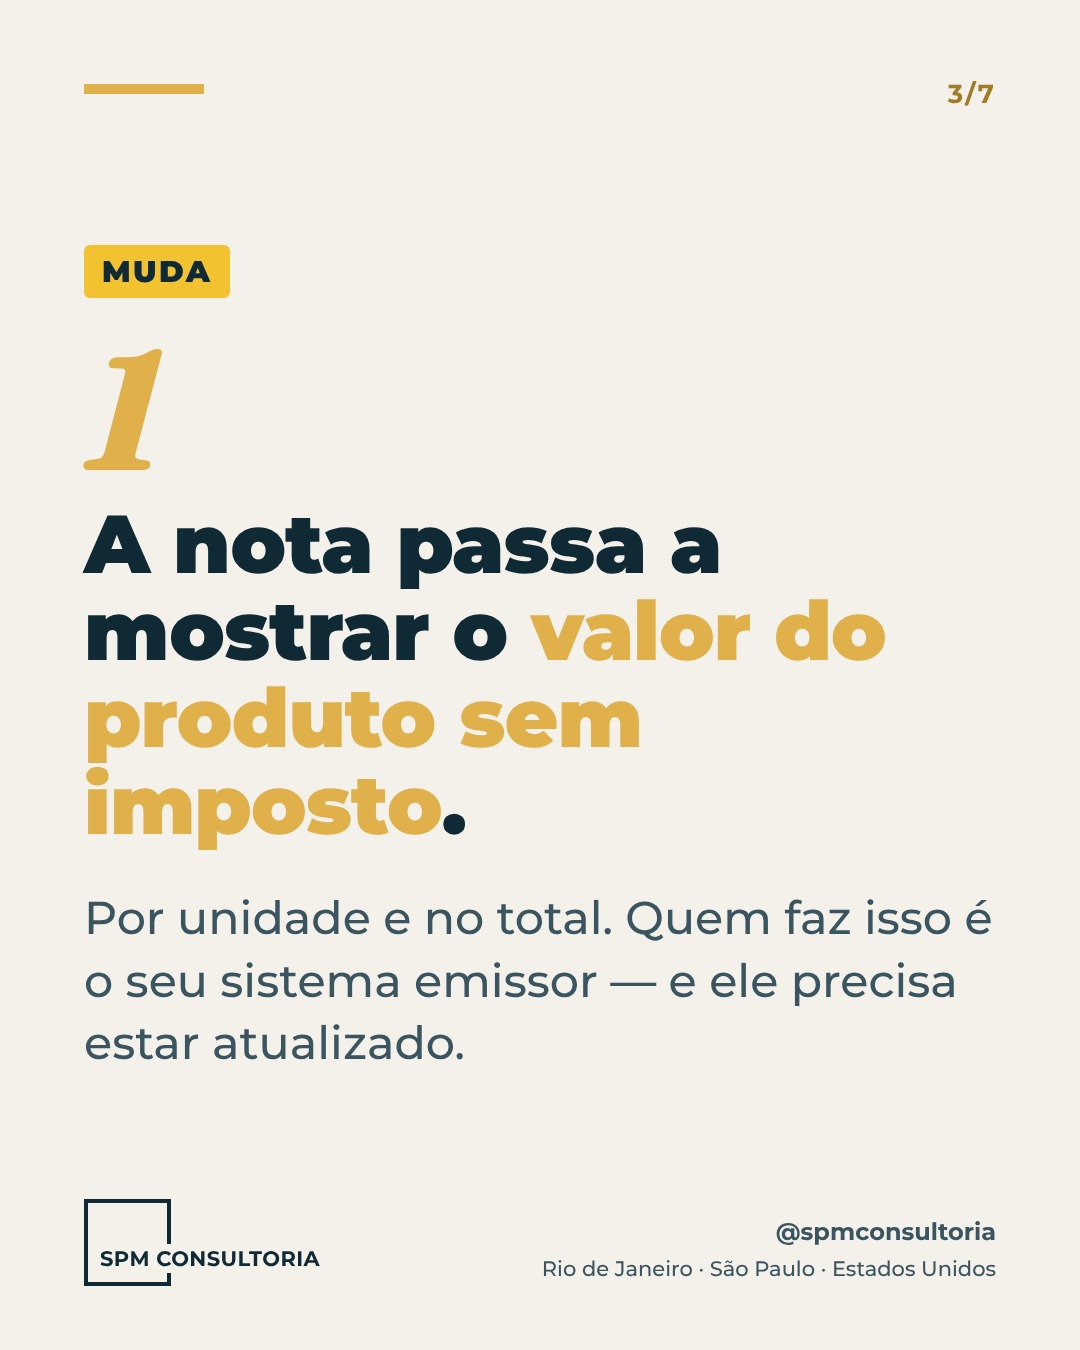 3/7
MUDA
1
A nota passa a
mostrar o valor do
produto sem
imposto.
Por unidade e no total. Quem faz isso é
o seu sistema emissor — e ele precisa
estar atualizado.
SPM CONSULTORIA
@spmconsultoria
Rio de Janeiro · São Paulo · Estados Unidos